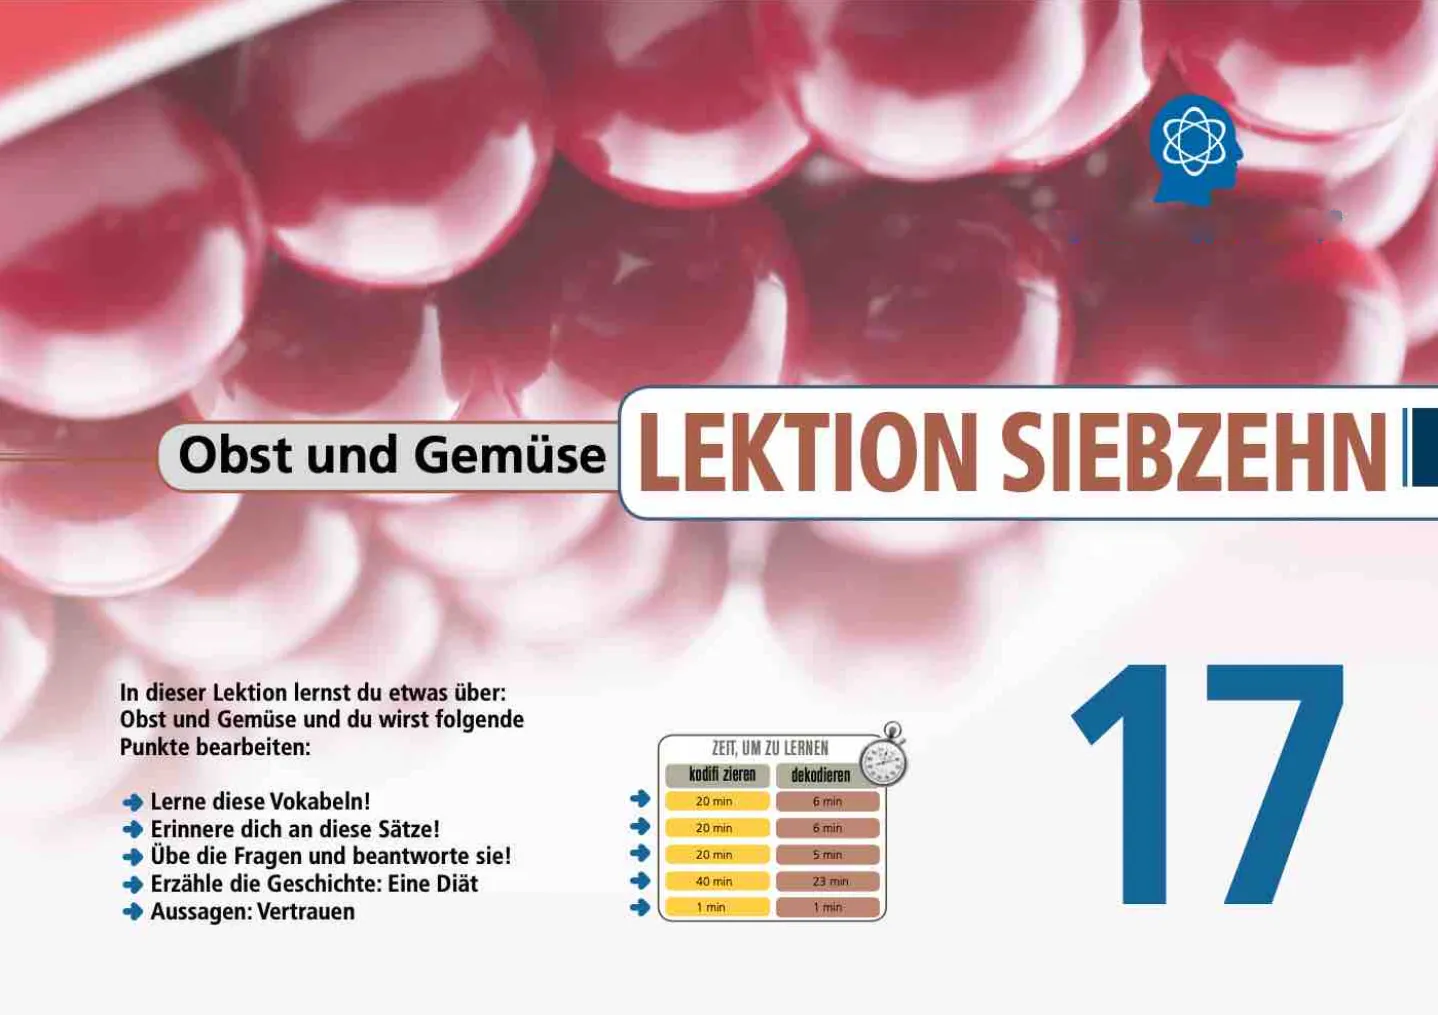 Obst und Gemüse
LEKTION SIEBZEHN
17
In dieser Lektion lernst du etwas über:
Obst und Gemüse und du wirst folgende
Punkte bearbeiten:
Lerne diese Vokabeln!
Erinnere dich an diese Sätze!
Übe die Fragen und beantworte sie!
Erzähle die Geschichte: Eine Diät
Aussagen: Vertrauen
ZEIT, UM ZU LERNEN
kodifi zieren dekodieren
20 min 6 min
20 min 6 min
20 min 5 min
40 min 23 min
1 min 1 min